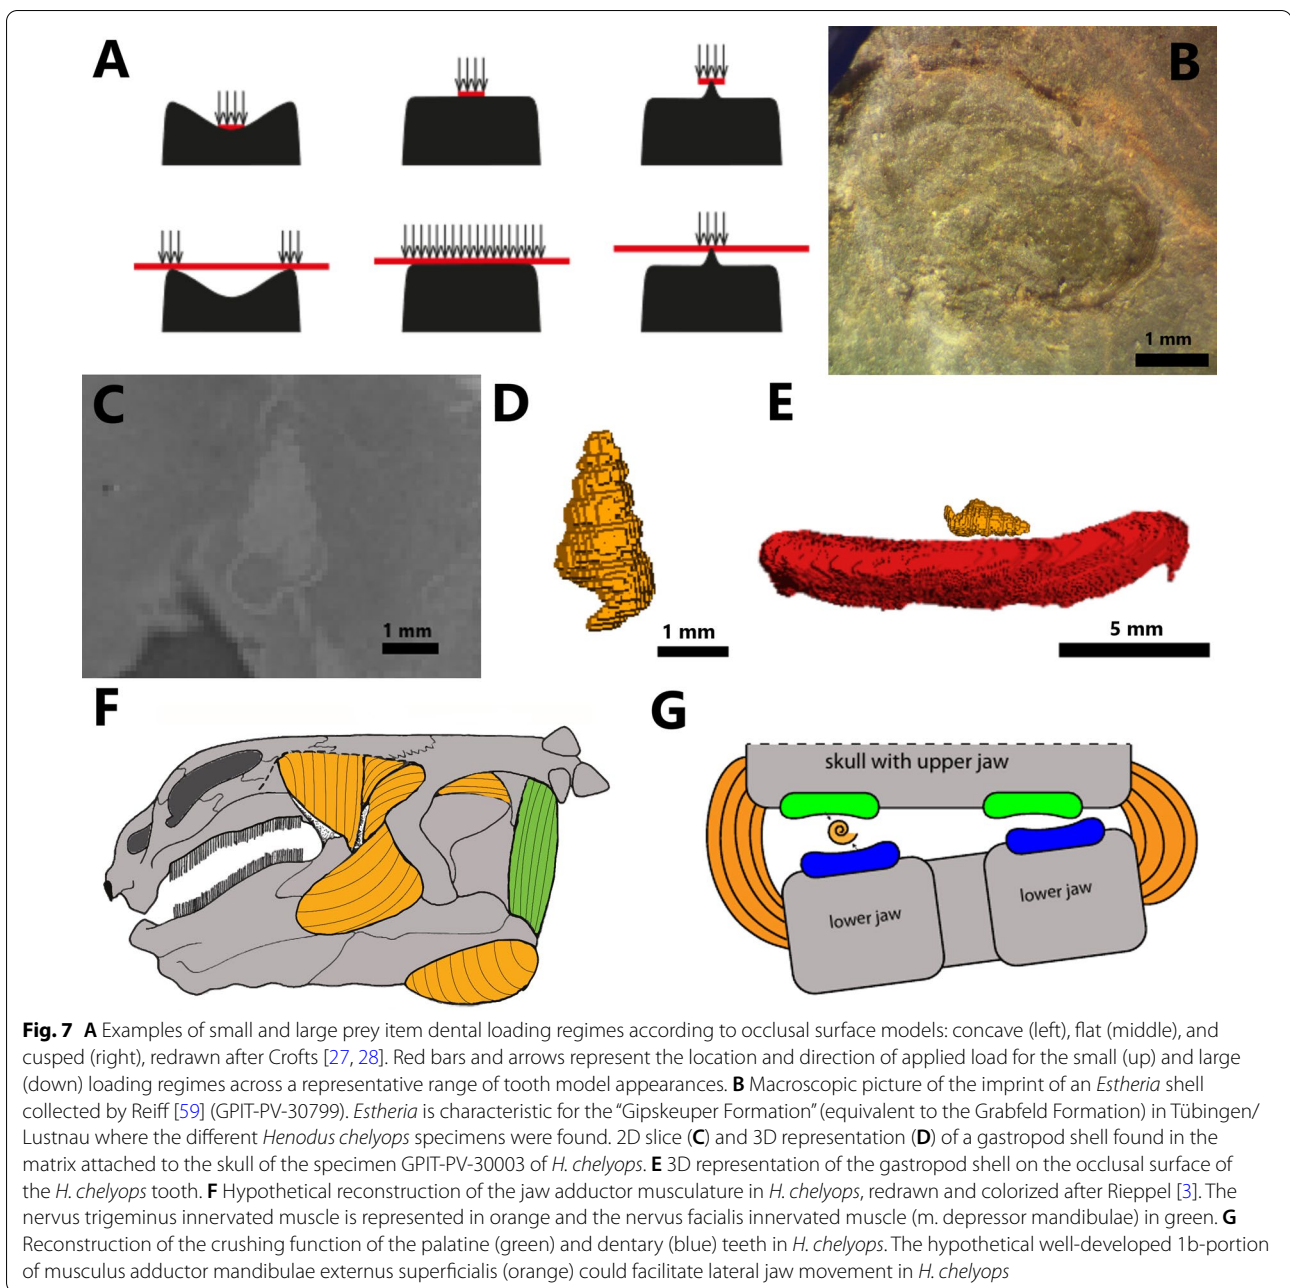 A
B
1 mm
C
1 mm
D
1 mm
E
5 mm
F
G
skull with upper jaw
lower jaw
lower jaw
Fig. 7 A Examples of small and large prey item dental loading regimes according to occlusal surface models: concave (left), flat (middle), and
cusped (right), redrawn after Crofts [27, 28]. Red bars and arrows represent the location and direction of applied load for the small (up) and large
(down) loading regimes across a representative range of tooth model appearances. B Macroscopic picture of the imprint of an Estheria shell
collected by Reiff [59] (GPIT-PV-30799). Estheria is characteristic for the “Gipskeuper Formation” (equivalent to the Grabfeld Formation) in Tübingen/
Lustnau where the different Henodus chelyops specimens were found. 2D slice (C) and 3D representation (D) of a gastropod shell found in the
matrix attached to the skull of the specimen GPIT-PV-30003 of H. chelyops. E 3D representation of the gastropod shell on the occlusal surface of
the H. chelyops tooth. F Hypothetical reconstruction of the jaw adductor musculature in H. chelyops, redrawn and colorized after Rieppel [3]. The
nervus trigeminus innervated muscle is represented in orange and the nervus facialis innervated muscle (m. depressor mandibulae) in green. G
Reconstruction of the crushing function of the palatine (green) and dentary (blue) teeth in H. chelyops. The hypothetical well-developed 1b-portion
of musculus adductor mandibulae externus superficialis (orange) could facilitate lateral jaw movement in H. chelyops